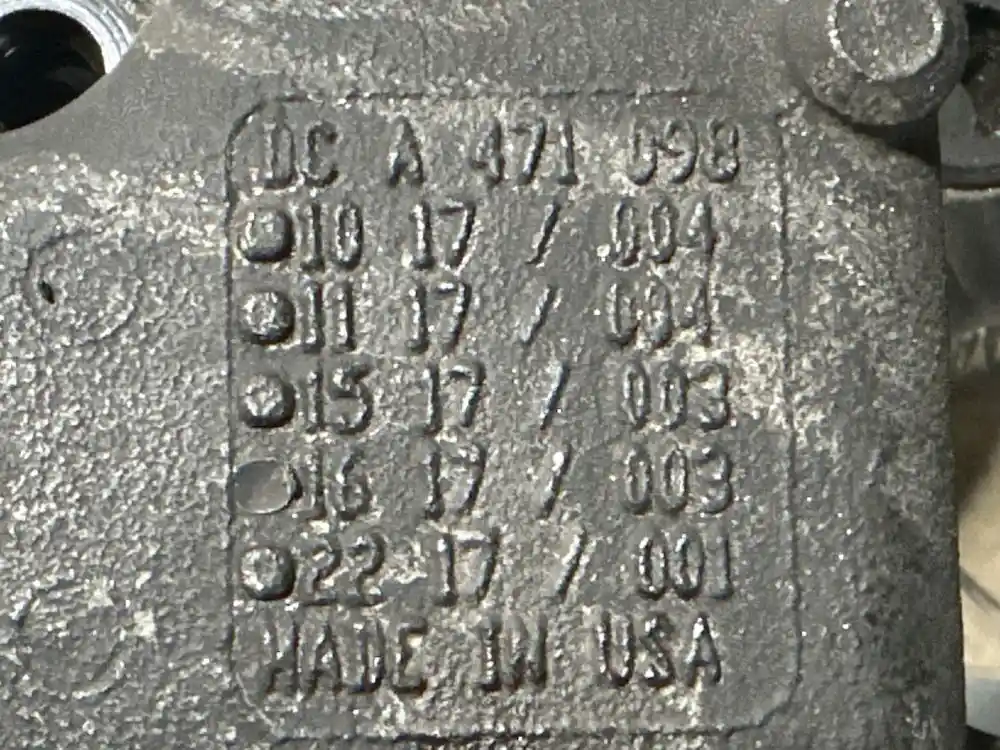 DC A 471 098
10 17 / 004
11 17 / 004
15 17 / 003
16 17 / 003
22 17 / 001
MADE IN USA